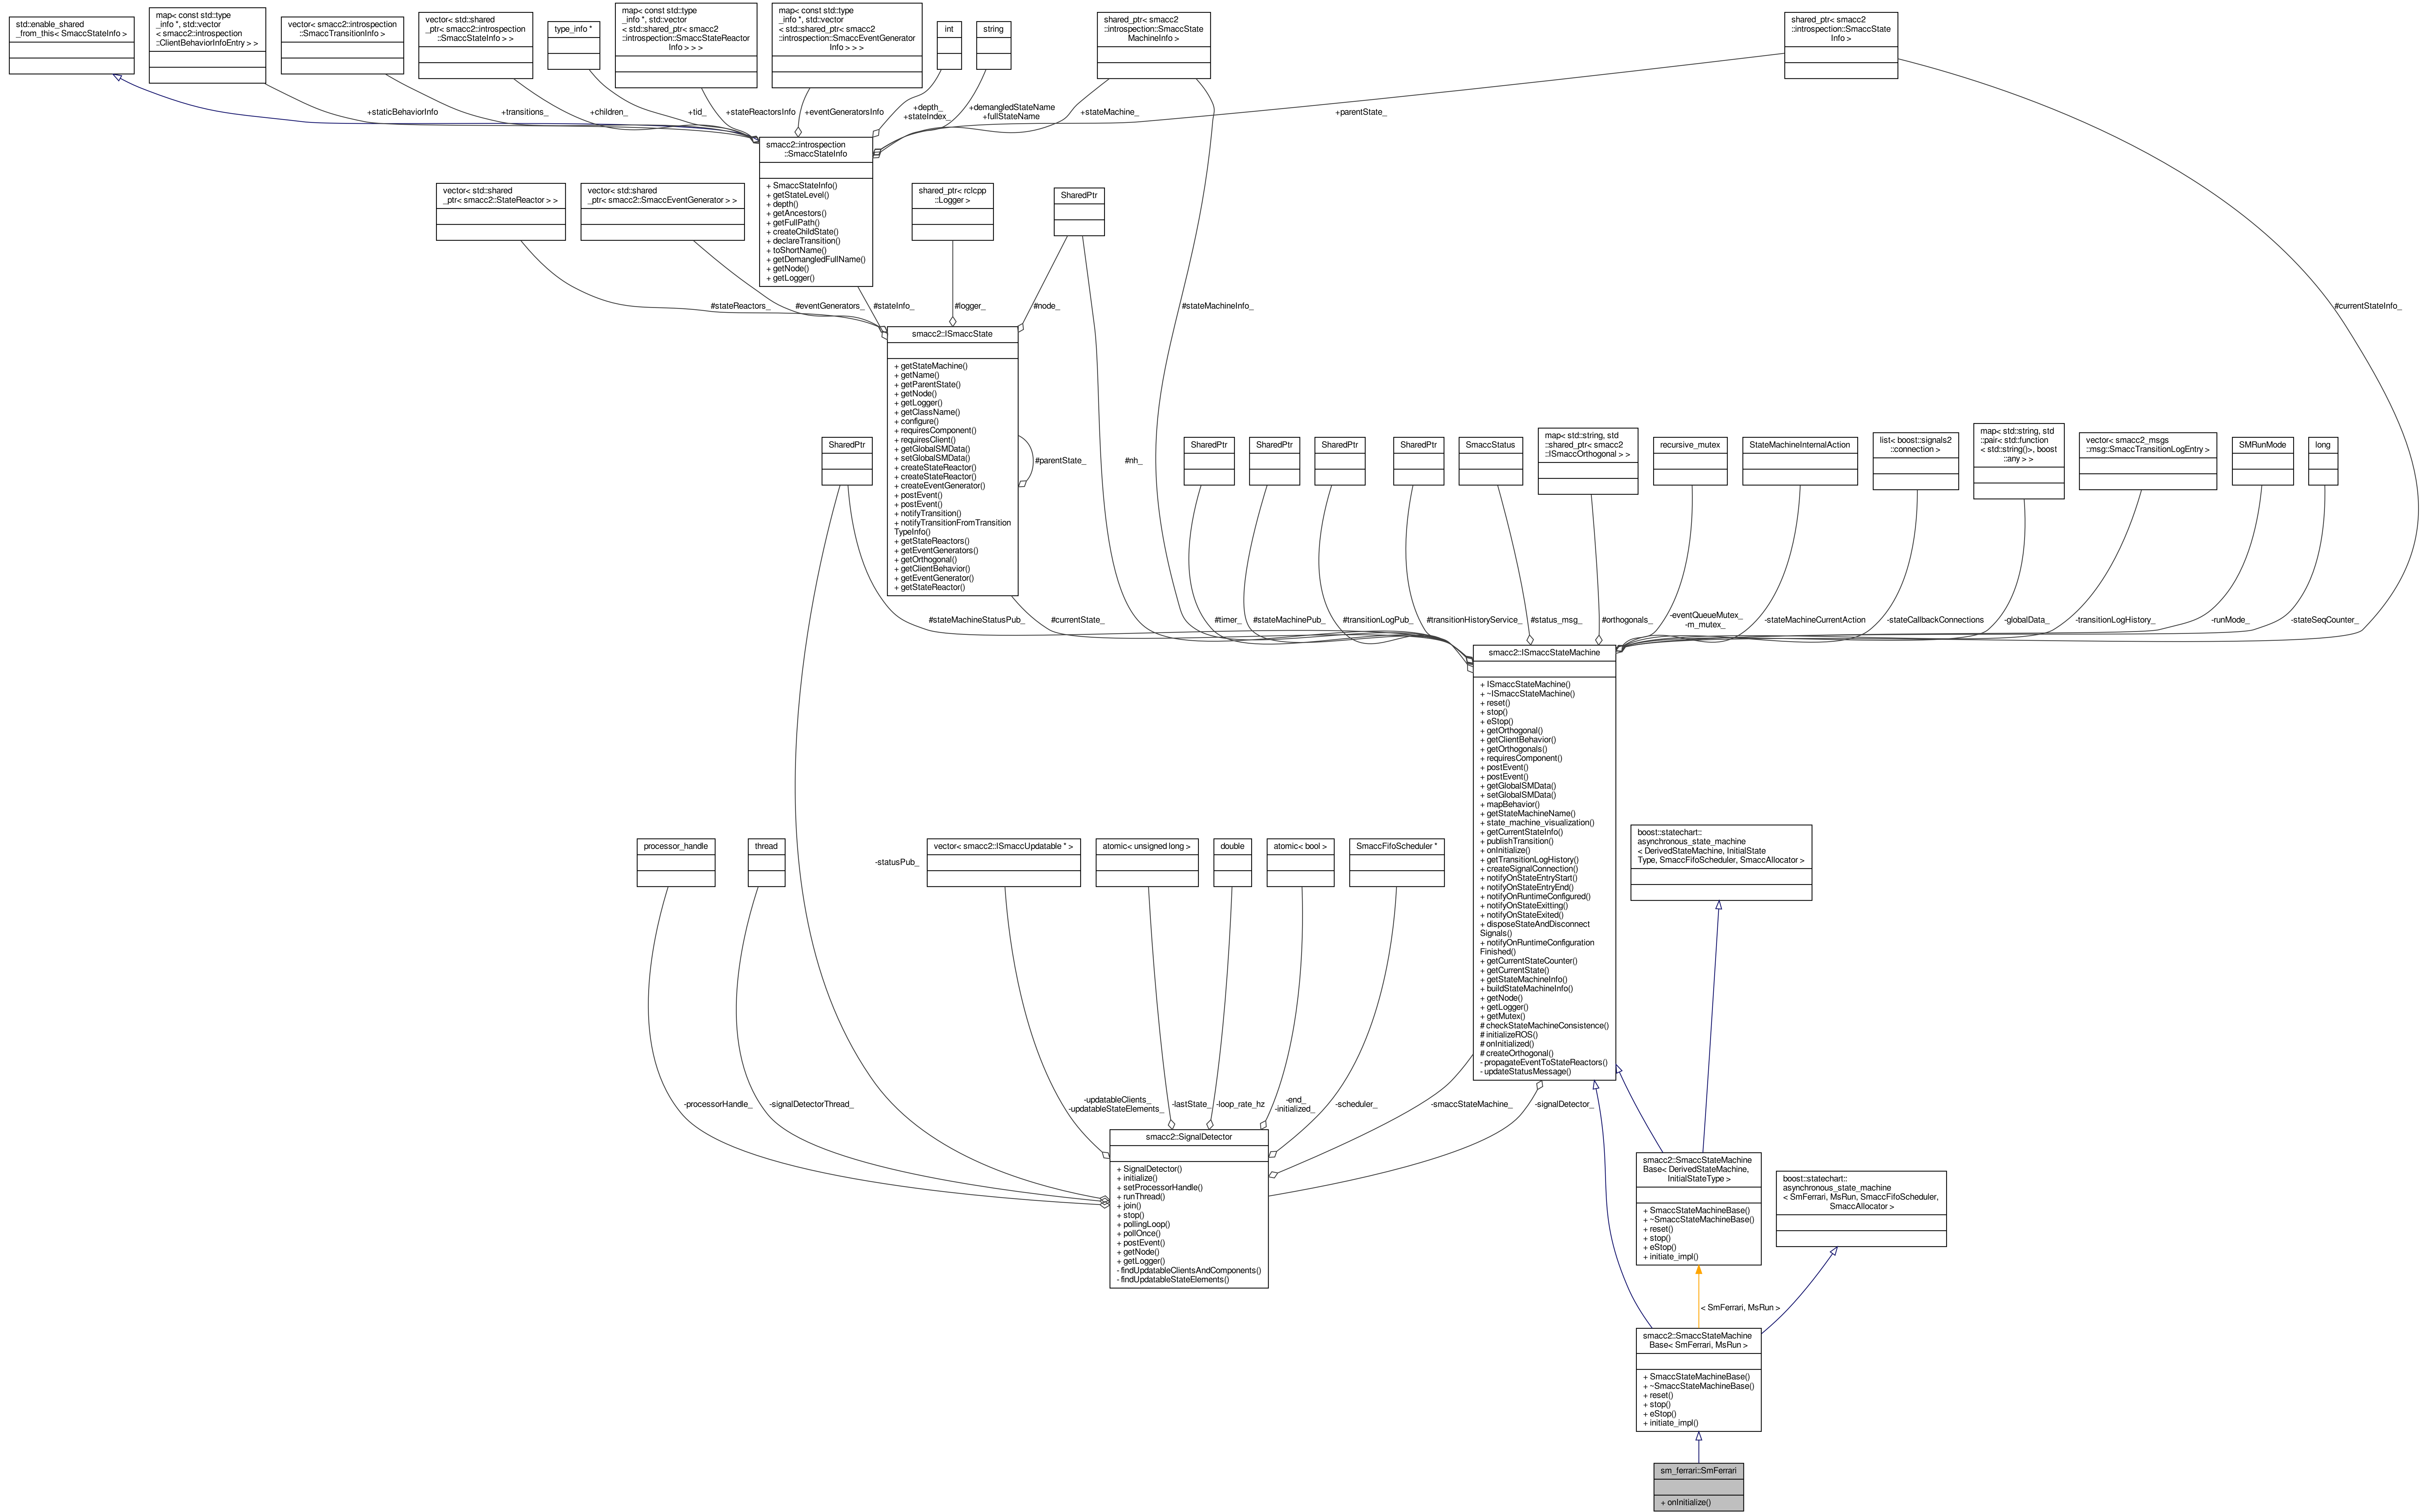 std::enable_shared
_from_this< SmaccStateInfo >
map< const std::type
_info *, std::vector
< smacc2::introspection
::ClientBehaviorInfoEntry > >
vector< smacc2::introspection
::SmaccTransitionInfo >
vector< std::shared
_ptr< smacc2::introspection
::SmaccStateInfo > >
type_info *
map< const std::type
_info *, std::vector
< std::shared_ptr< smacc2
::introspection::SmaccStateReactor
Info > > >
map< const std::type
_info *, std::vector
< std::shared_ptr< smacc2
::introspection::SmaccEventGenerator
Info > > >
int
string
shared_ptr< smacc2
::introspection::SmaccState
MachineInfo >
shared_ptr< smacc2
::introspection::SmaccState
Info >
+staticBehaviorInfo
+transitions_
+children_
+tid_
+stateReactorsInfo
+eventGeneratorsInfo
+depth_
+stateIndex_
+demangledStateName
+fullStateName
+stateMachine_
+parentState_
smacc2::introspection
::SmaccStateInfo
+ SmaccStateInfo()
+ getStateLevel()
+ depth()
+ getAncestors()
+ getFullPath()
+ createChildState()
+ declareTransition()
+ toShortName()
+ getDemangledFullName()
+ getNode()
+ getLogger()
vector< std::shared
_ptr< smacc2::StateReactor > >
vector< std::shared
_ptr< smacc2::SmaccEventGenerator > >
shared_ptr< rclcpp
::Logger >
SharedPtr
#stateReactors_
#eventGenerators_
#stateInfo_
#logger_
#node_
#stateMachineInfo_
#currentStateInfo_
smacc2::ISmaccState
+ getStateMachine()
+ getName()
+ getParentState()
+ getNode()
+ getLogger()
+ getClassName()
+ configure()
+ requiresComponent()
+ requiresClient()
+ getGlobalSMData()
+ setGlobalSMData()
+ createStateReactor()
+ createStateReactor()
+ createEventGenerator()
+ postEvent()
+ postEvent()
+ notifyTransition()
+ notifyTransitionFromTransition
TypeInfo()
+ getStateReactors()
+ getEventGenerators()
+ getOrthogonal()
+ getClientBehavior()
+ getEventGenerator()
+ getStateReactor()
#parentState_
#nh_
SharedPtr
SharedPtr
SharedPtr
SharedPtr
SharedPtr
SmaccStatus
map< std::string, std
::shared_ptr< smacc2
::ISmaccOrthogonal > >
recursive_mutex
StateMachineInternalAction
list< boost::signals2
::connection >
map< std::string, std
::pair< std::function
< std::string()>, boost
::any > >
vector< smacc2_msgs
::msg::SmaccTransitionLogEntry >
SMRunMode
long
#stateMachineStatusPub_
#currentState_
#timer_
#stateMachinePub_
#transitionLogPub_
#transitionHistoryService_
#status_msg_
#orthogonals_
-eventQueueMutex_
-m_mutex_
-stateMachineCurrentAction
-stateCallbackConnections
-globalData_
-transitionLogHistory_
-runMode_
-stateSeqCounter_
smacc2::ISmaccStateMachine
+ ISmaccStateMachine()
+ ~ISmaccStateMachine()
+ reset()
+ stop()
+ eStop()
+ getOrthogonal()
+ getClientBehavior()
+ getOrthogonals()
+ requiresComponent()
+ postEvent()
+ postEvent()
+ getGlobalSMData()
+ setGlobalSMData()
+ mapBehavior()
+ getStateMachineName()
+ state_machine_visualization()
+ getCurrentStateInfo()
+ publishTransition()
+ onInitialize()
+ getTransitionLogHistory()
+ createSignalConnection()
+ notifyOnStateEntryStart()
+ notifyOnStateEntryEnd()
+ notifyOnRuntimeConfigured()
+ notifyOnStateExitting()
+ notifyOnStateExited()
+ disposeStateAndDisconnect
Signals()
+ notifyOnRuntimeConfiguration
Finished()
+ getCurrentStateCounter()
+ getCurrentState()
+ getStateMachineInfo()
+ buildStateMachineInfo()
+ getNode()
+ getLogger()
+ getMutex()
# checkStateMachineConsistence()
# initializeROS()
# onInitialized()
# createOrthogonal()
- propagateEventToStateReactors()
- updateStatusMessage()
processor_handle
thread
-statusPub_
vector< smacc2::ISmaccUpdatable * >
atomic< unsigned long >
double
atomic< bool >
SmaccFifoScheduler *
boost::statechart::
asynchronous_state_machine
< DerivedStateMachine, InitialState
Type, SmaccFifoScheduler, SmaccAllocator >
-processorHandle_
-signalDetectorThread_
-updatableClients_
-updatableStateElements_
-lastState_
-loop_rate_hz
-end_
-initialized_
-scheduler_
-smaccStateMachine_
-signalDetector_
smacc2::SignalDetector
+ SignalDetector()
+ initialize()
+ setProcessorHandle()
+ runThread()
+ join()
+ stop()
+ pollingLoop()
+ pollOnce()
+ postEvent()
+ getNode()
+ getLogger()
- findUpdatableClientsAndComponents()
- findUpdatableStateElements()
smacc2::SmaccStateMachine
Base< DerivedStateMachine,
InitialStateType >
+ SmaccStateMachineBase()
+ ~SmaccStateMachineBase()
+ reset()
+ stop()
+ eStop()
+ initiate_impl()
boost::statechart::
asynchronous_state_machine
< SmFerrari, MsRun, SmaccFifoScheduler,
SmaccAllocator >
< SmFerrari, MsRun >
smacc2::SmaccStateMachine
Base< SmFerrari, MsRun >
+ SmaccStateMachineBase()
+ ~SmaccStateMachineBase()
+ reset()
+ stop()
+ eStop()
+ initiate_impl()
sm_ferrari::SmFerrari
+ onInitialize()